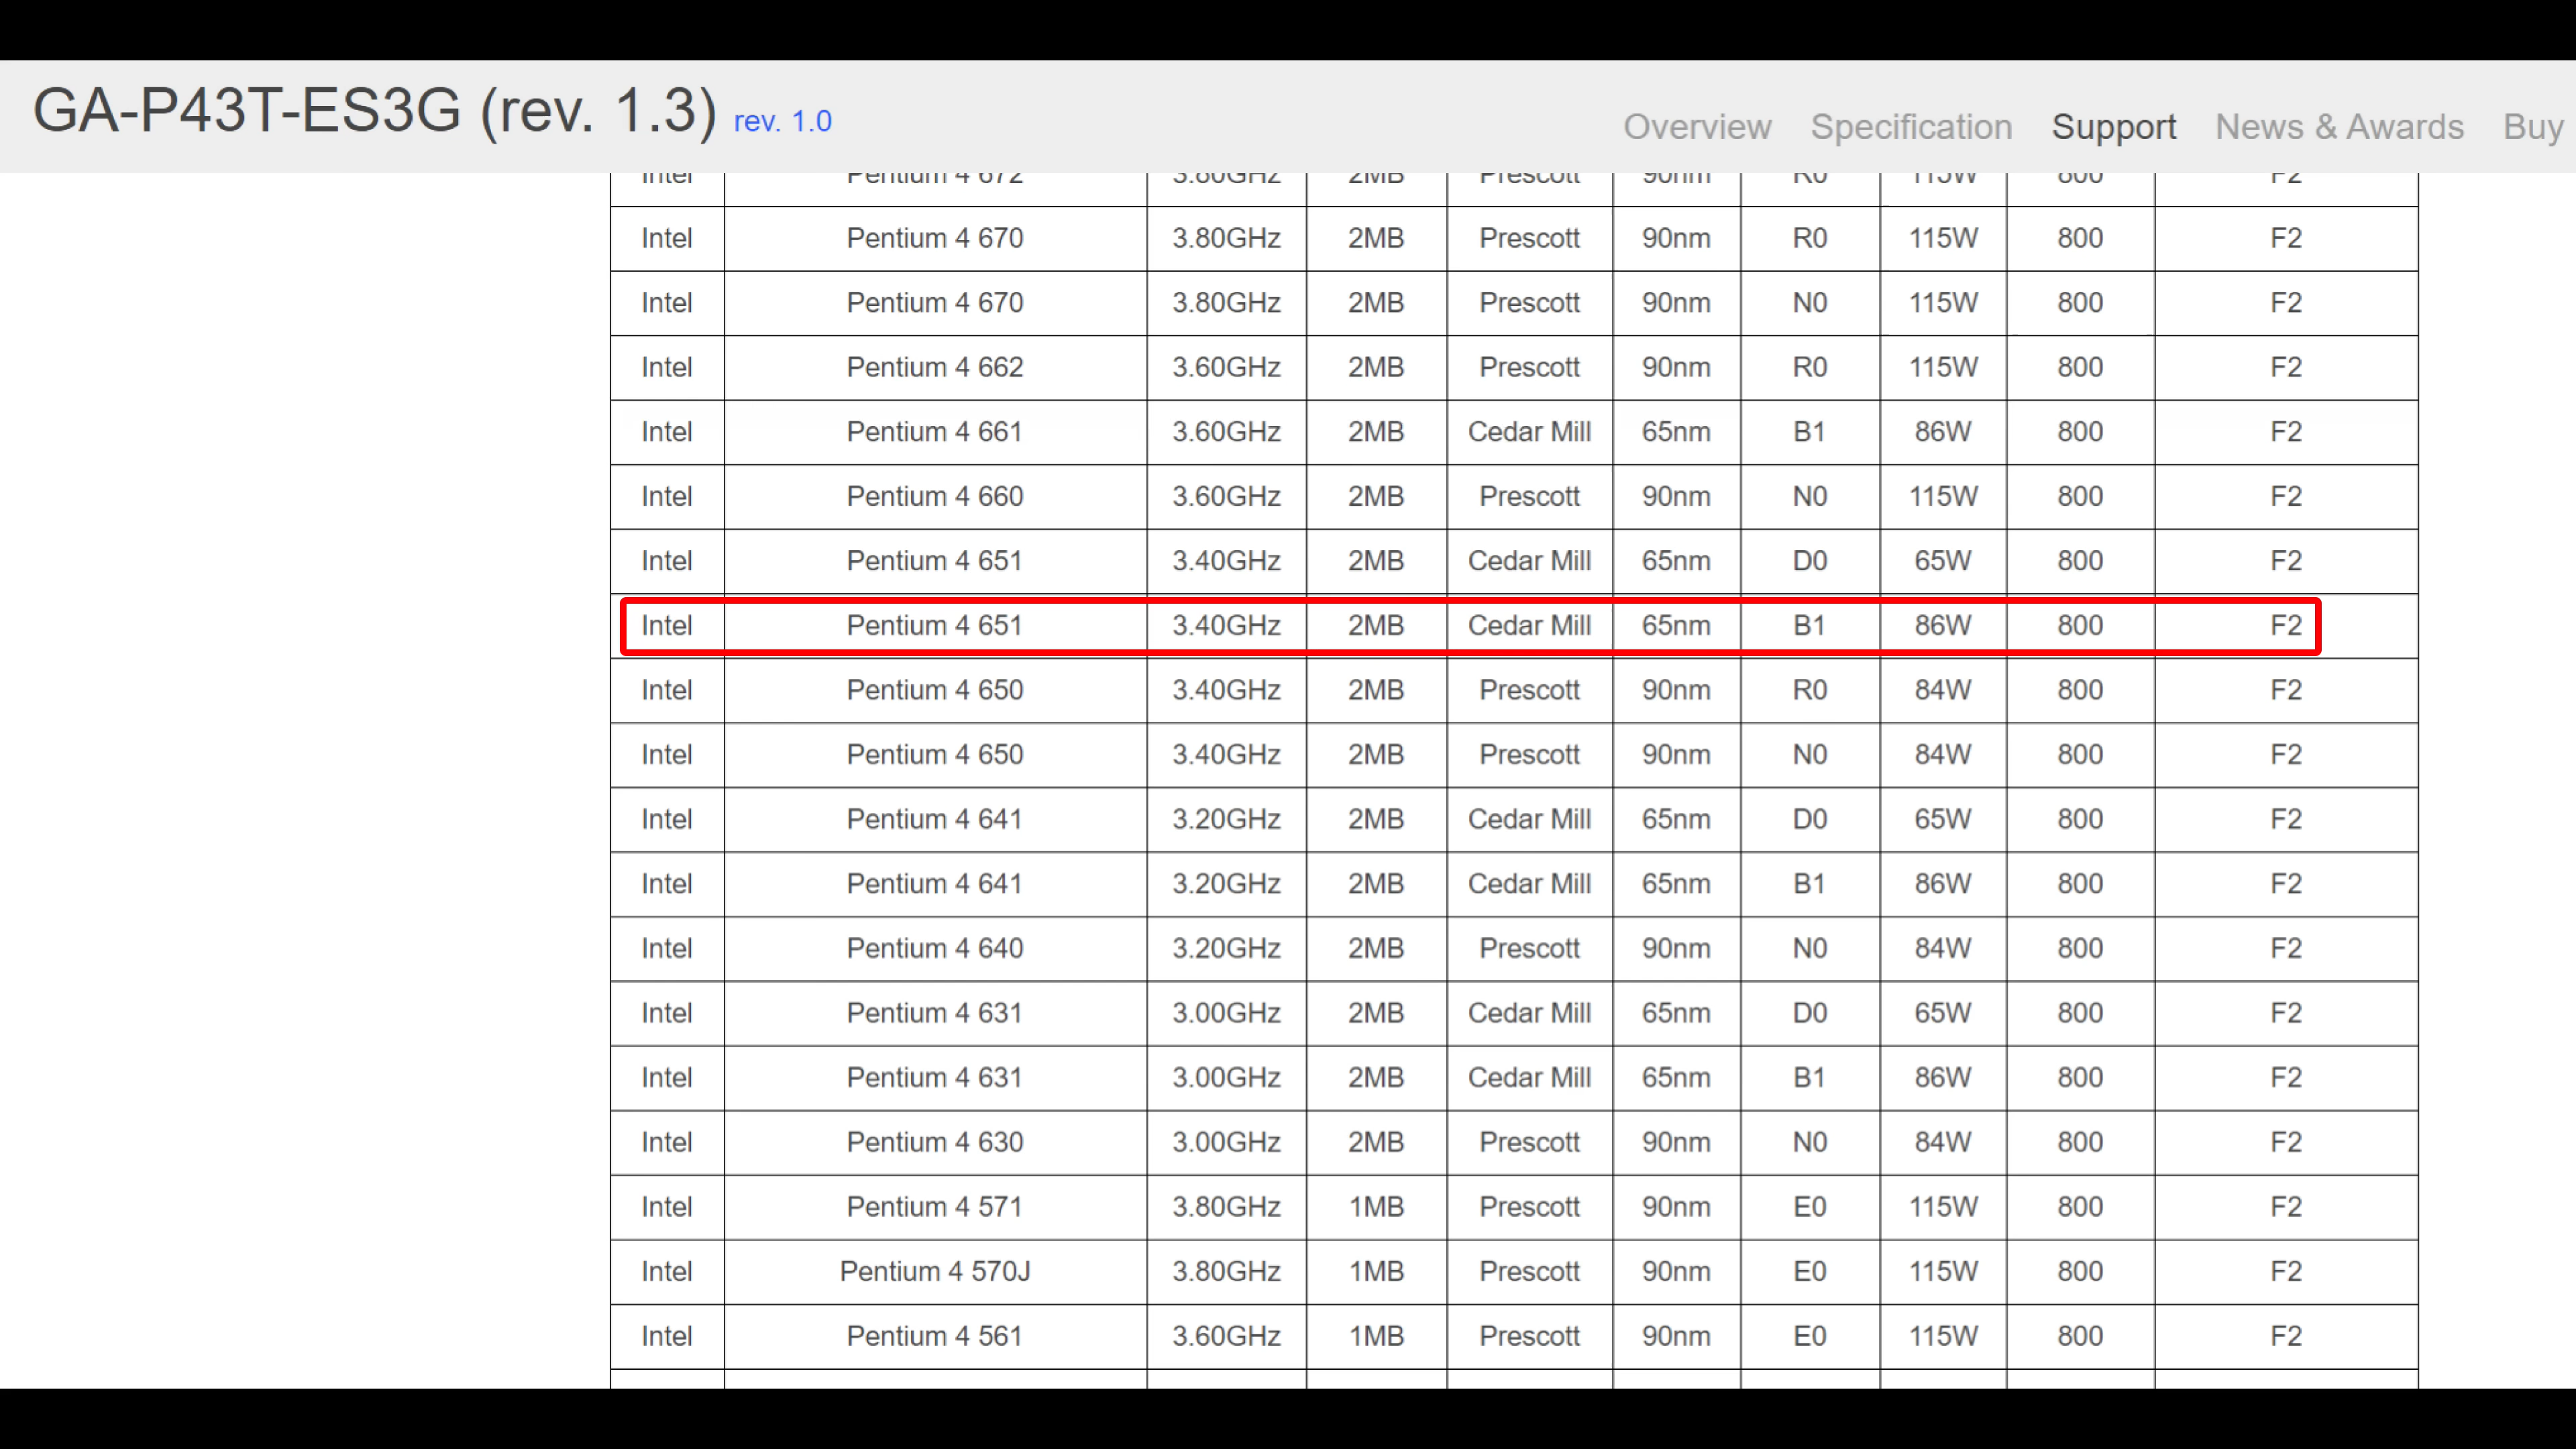 GA-P43T-ES3G (rev. 1.3) rev. 1.0
Overview Specification Support News & Awards Buy
Intel Pentium 4 672 3.80GHz 2MB Prescott 90nm R0 115W 800 F2
Intel Pentium 4 670 3.80GHz 2MB Prescott 90nm R0 115W 800 F2
Intel Pentium 4 670 3.80GHz 2MB Prescott 90nm N0 115W 800 F2
Intel Pentium 4 662 3.60GHz 2MB Prescott 90nm R0 115W 800 F2
Intel Pentium 4 661 3.60GHz 2MB Cedar Mill 65nm B1 86W 800 F2
Intel Pentium 4 660 3.60GHz 2MB Prescott 90nm N0 115W 800 F2
Intel Pentium 4 651 3.40GHz 2MB Cedar Mill 65nm D0 65W 800 F2
Intel Pentium 4 651 3.40GHz 2MB Cedar Mill 65nm B1 86W 800 F2
Intel Pentium 4 650 3.40GHz 2MB Prescott 90nm R0 84W 800 F2
Intel Pentium 4 650 3.40GHz 2MB Prescott 90nm N0 84W 800 F2
Intel Pentium 4 641 3.20GHz 2MB Cedar Mill 65nm D0 65W 800 F2
Intel Pentium 4 641 3.20GHz 2MB Cedar Mill 65nm B1 86W 800 F2
Intel Pentium 4 640 3.20GHz 2MB Prescott 90nm N0 84W 800 F2
Intel Pentium 4 631 3.00GHz 2MB Cedar Mill 65nm D0 65W 800 F2
Intel Pentium 4 631 3.00GHz 2MB Cedar Mill 65nm B1 86W 800 F2
Intel Pentium 4 630 3.00GHz 2MB Prescott 90nm N0 84W 800 F2
Intel Pentium 4 571 3.80GHz 1MB Prescott 90nm E0 115W 800 F2
Intel Pentium 4 570J 3.80GHz 1MB Prescott 90nm E0 115W 800 F2
Intel Pentium 4 561 3.60GHz 1MB Prescott 90nm E0 115W 800 F2